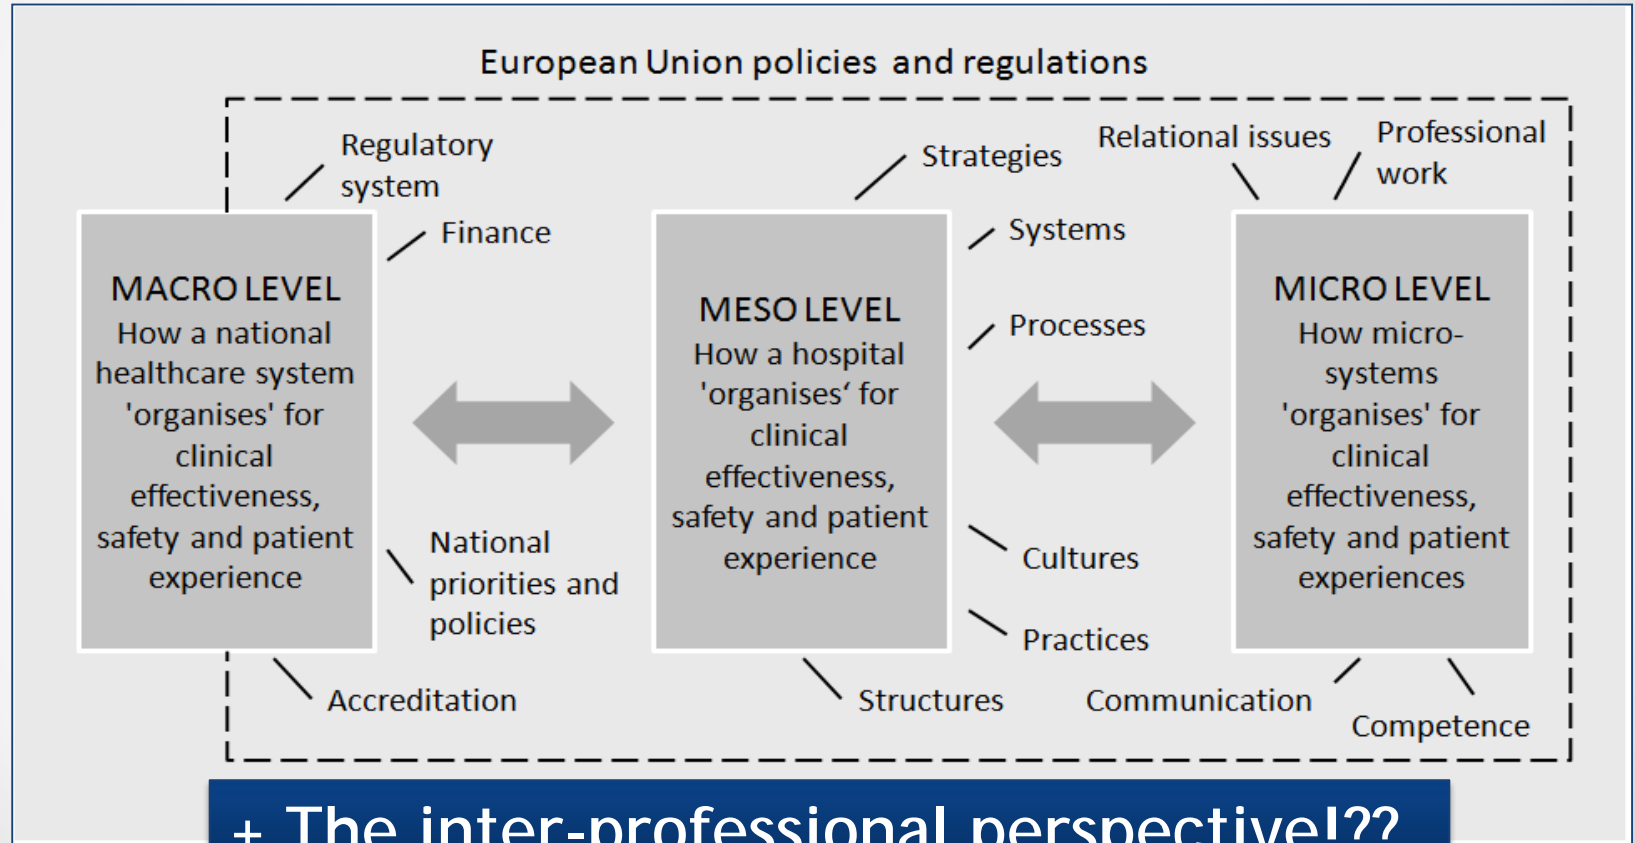 European Union policies and regulations
Regulatory
system
Finance
MACRO LEVEL
How a national
healthcare system
'organises' for
clinical
effectiveness,
safety and patient
experience
National
priorities and
policies
Accreditation
Strategies
Systems
Processes
MESO LEVEL
How a hospital
'organises‘ for
clinical
effectiveness,
safety and patient
experience
Cultures
Practices
Structures
Relational issues
Professional
work
MICRO LEVEL
How micro-
systems
'organises' for
clinical
effectiveness,
safety and patient
experiences
Communication
Competence
+ The inter-professional perspective!??